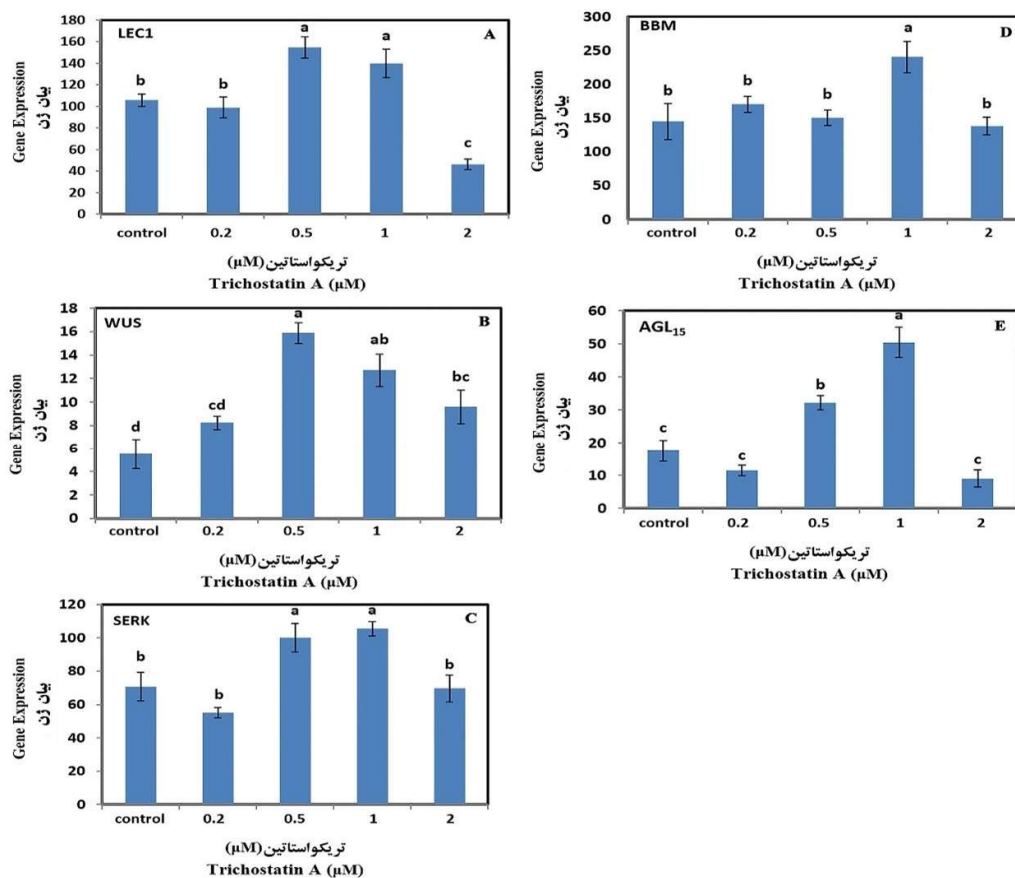 LEC1
A
Gene Expression
بیان ژن
180
160
140
120
100
80
60
40
20
0
b
b
a
a
c
control 0.2 0.5 1 2
تریکواستاتین(µM)
Trichostatin A (µM)
BBM
D
Gene Expression
بیان ژن
300
250
200
150
100
50
0
b
b
b
a
b
control 0.2 0.5 1 2
تریکواستاتین(µM)
Trichostatin A (µM)
WUS
B
Gene Expression
بیان ژن
18
16
14
12
10
8
6
4
2
0
d
cd
a
ab
bc
control 0.2 0.5 1 2
تریکواستاتین(µM)
Trichostatin A (µM)
AGL₁₅
E
Gene Expression
بیان ژن
60
50
40
30
20
10
0
c
c
b
a
c
control 0.2 0.5 1 2
تریکواستاتین(µM)
Trichostatin A (µM)
SERK
C
Gene Expression
بیان ژن
120
100
80
60
40
20
0
b
b
a
a
b
control 0.2 0.5 1 2
تریکواستاتین(µM)
Trichostatin A (µM)